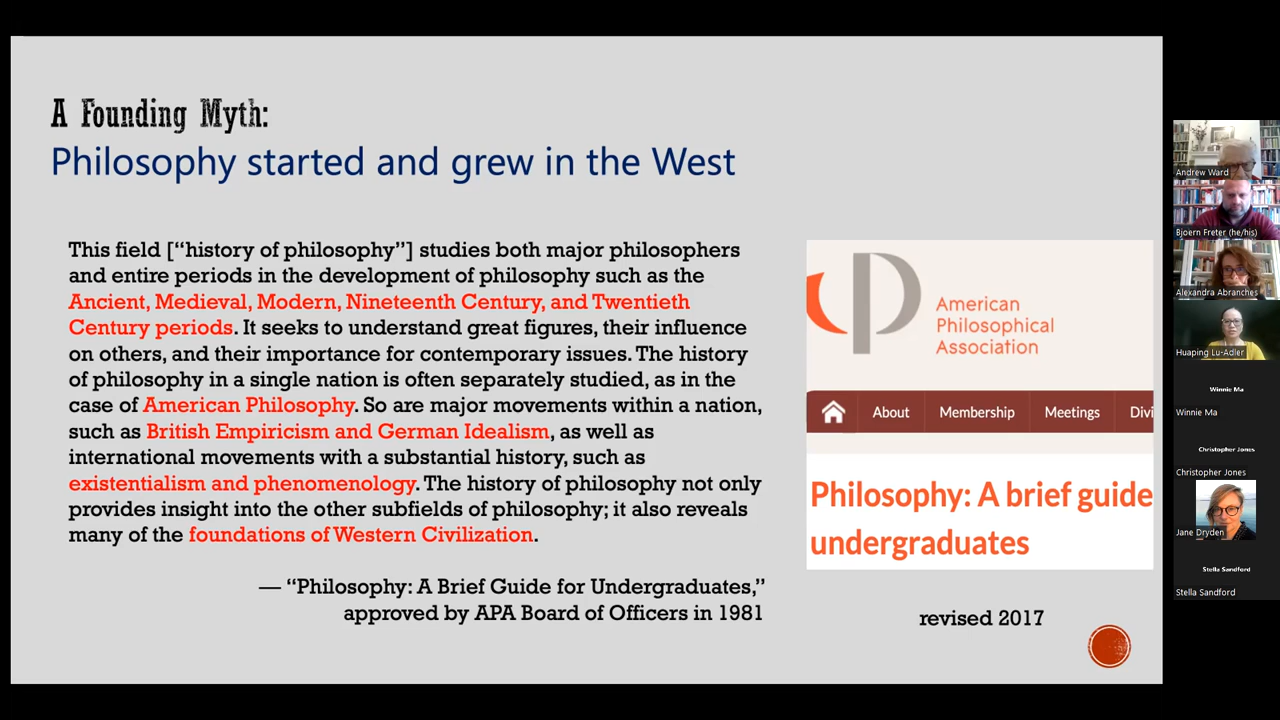 A Founding Myth:
Philosophy started and grew in the West
This field [“history of philosophy”] studies both major philosophers
and entire periods in the development of philosophy such as the
Ancient, Medieval, Modern, Nineteenth Century, and Twentieth
Century periods. It seeks to understand great figures, their influence
on others, and their importance for contemporary issues. The history
of philosophy in a single nation is often separately studied, as in the
case of American Philosophy. So are major movements within a nation,
such as British Empiricism and German Idealism, as well as
international movements with a substantial history, such as
existentialism and phenomenology. The history of philosophy not only
provides insight into the other subfields of philosophy; it also reveals
many of the foundations of Western Civilization.
— “Philosophy: A Brief Guide for Undergraduates,”
approved by APA Board of Officers in 1981
American
Philosophical
Association
About Membership Meetings Divi
Philosophy: A brief guide
undergraduates
revised 2017
Andrew Ward
Bjoern Freter (he/his)
Alexandra Abranches
Huaping Lu-Adler
Winnie Ma
Winnie Ma
Christopher Jones
Christopher Jones
Jane Dryden
Stella Sandford
Stella Sandford